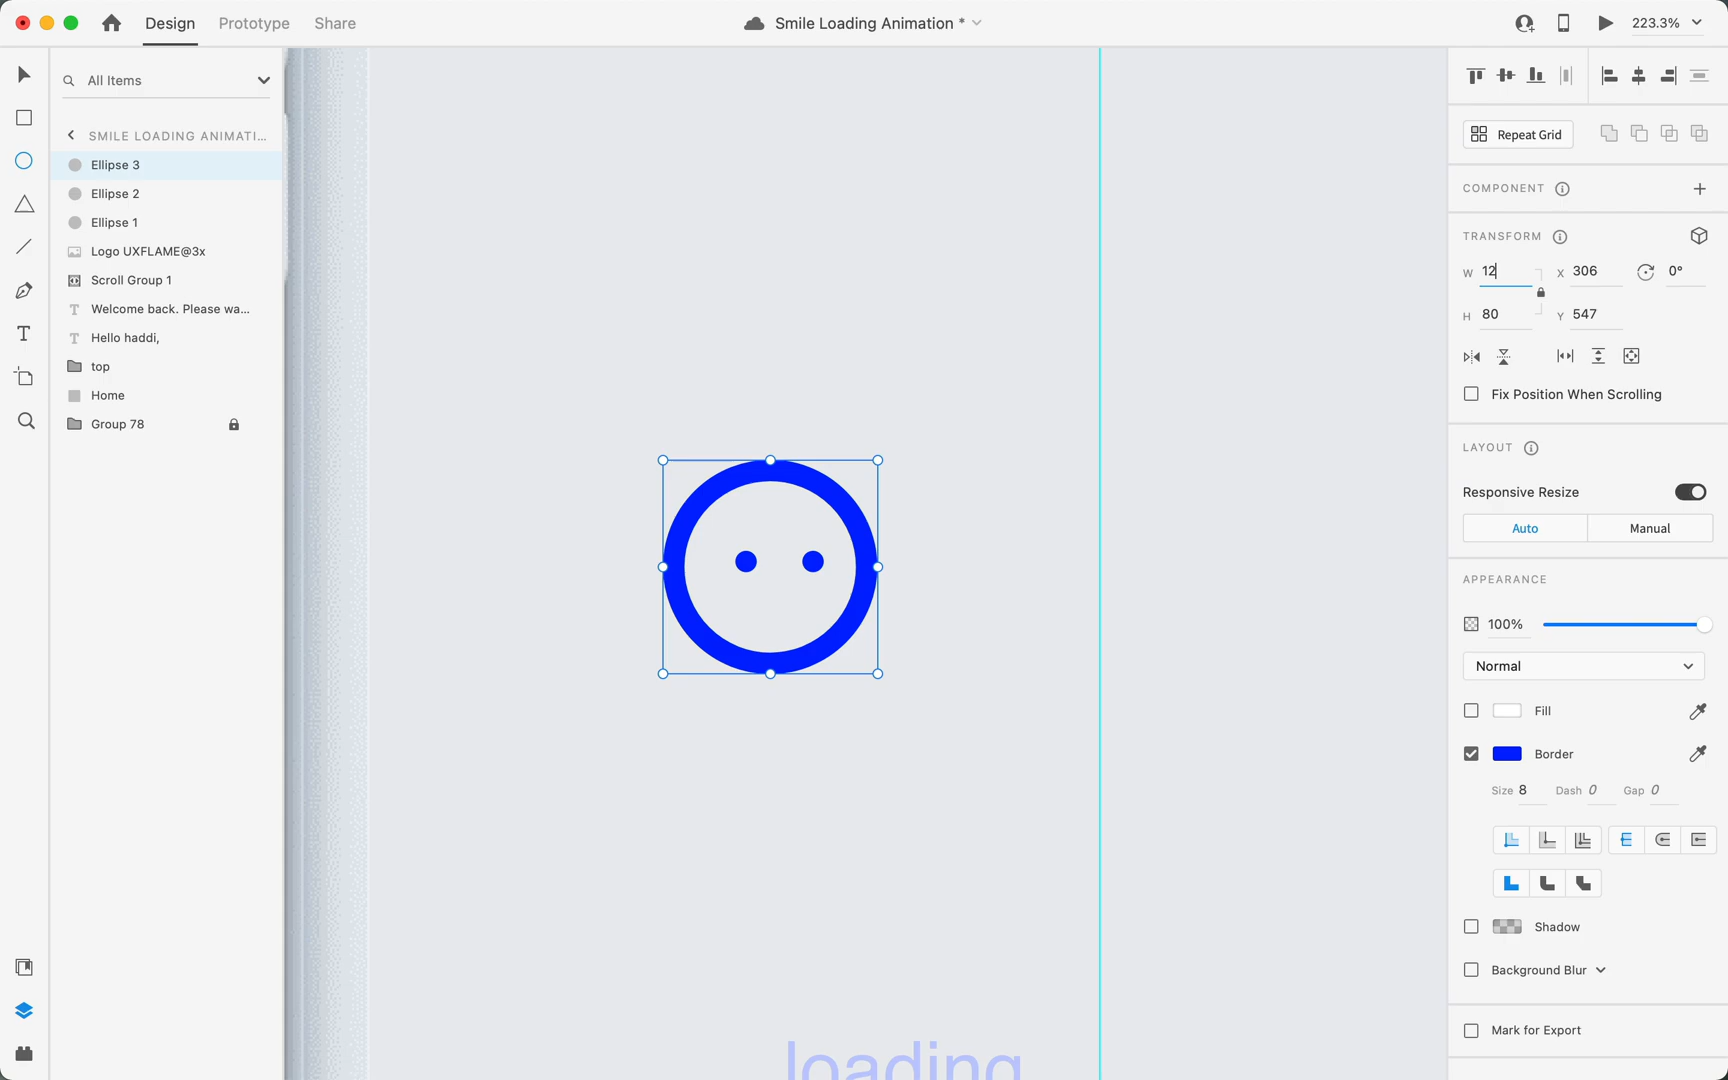 Design
Prototype
Share
Smile Loading Animation *
223.3%
All Items
SMILE LOADING ANIMATI...
Ellipse 3
Ellipse 2
Ellipse 1
Logo UXFLAME@3x
Scroll Group 1
Welcome back. Please wa...
Hello haddi,
top
Home
Group 78
loading
Repeat Grid
COMPONENT
TRANSFORM
W 12 X 306 0°
H 80 Y 547
Fix Position When Scrolling
LAYOUT
Responsive Resize
Auto Manual
APPEARANCE
100%
Normal
Fill
Border
Size 8 Dash 0 Gap 0
Shadow
Background Blur
Mark for Export